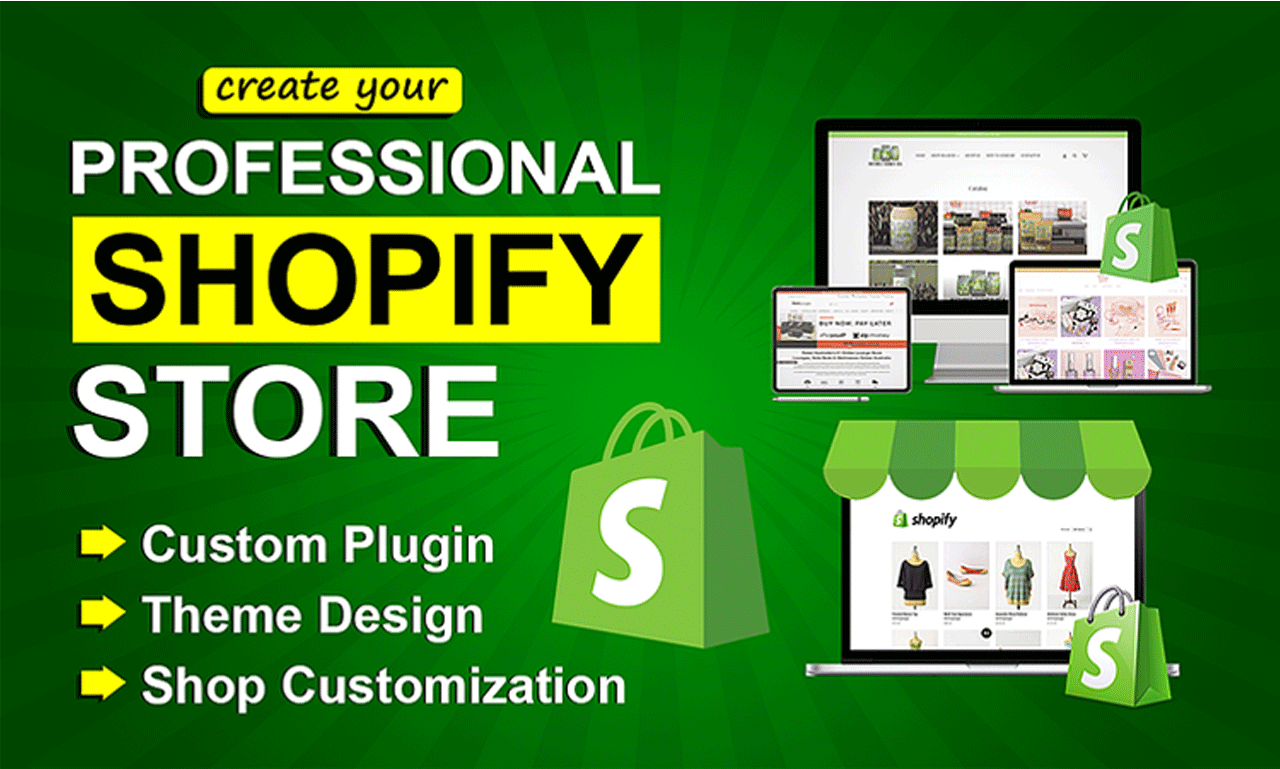 create your
PROFESSIONAL
SHOPIFY
STORE
Custom Plugin
Theme Design
Shop Customization
Catalog
BUY NOW, PAY LATER
S
S
shopify
S